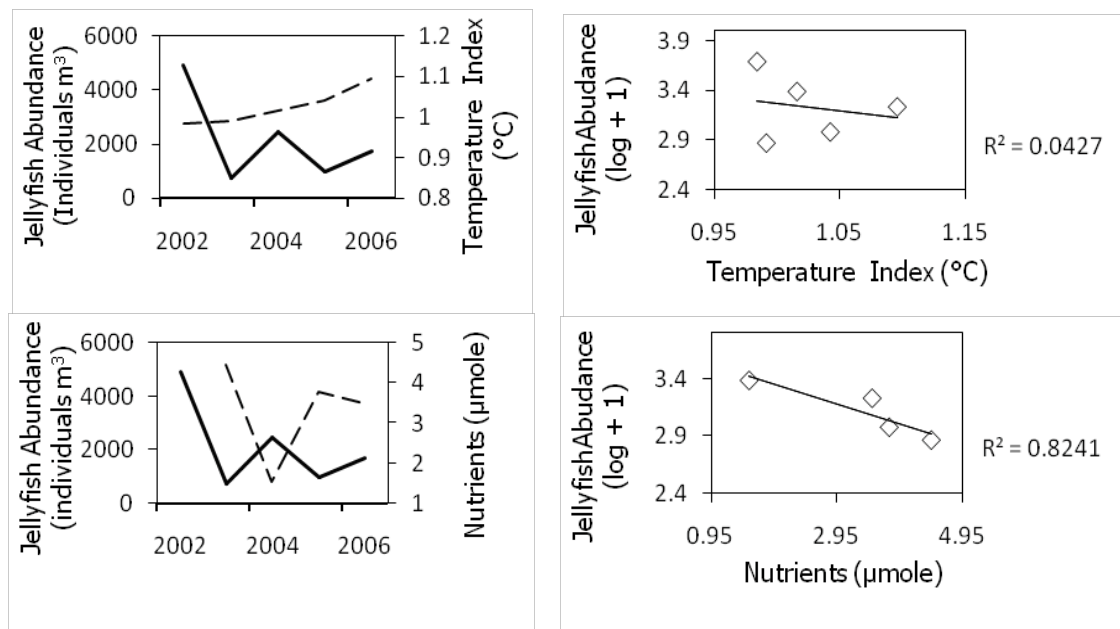 Jellyfish Abundance
(Individuals m³)
6000
4000
2000
0
1.2
1.1
1
0.9
0.8
Temperature Index
(°C)
2002
2004
2006
JellyfishAbudance
(log + 1)
3.9
3.4
2.9
2.4
R² = 0.0427
0.95
1.05
1.15
Temperature Index (°C)
Jellyfish Abundance
(individuals m³)
6000
4000
2000
0
5
4
3
2
1
Nutrients (µmole)
2002
2004
2006
JellyfishAbudance
(log + 1)
3.4
2.9
2.4
R² = 0.8241
0.95
2.95
4.95
Nutrients (µmole)